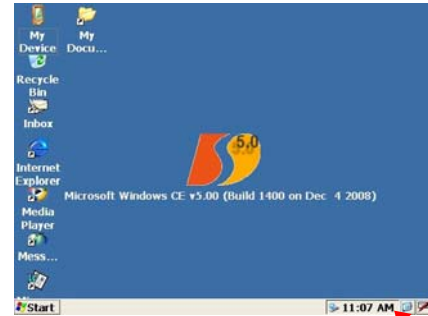 My
Device
My
Docu...
Recycle
Bin
Inbox
Internet
Explorer
Media
Player
Mess...
5.0
Microsoft Windows CE v5.00 (Build 1400 on Dec 4 2008)
Start
11:07 AM